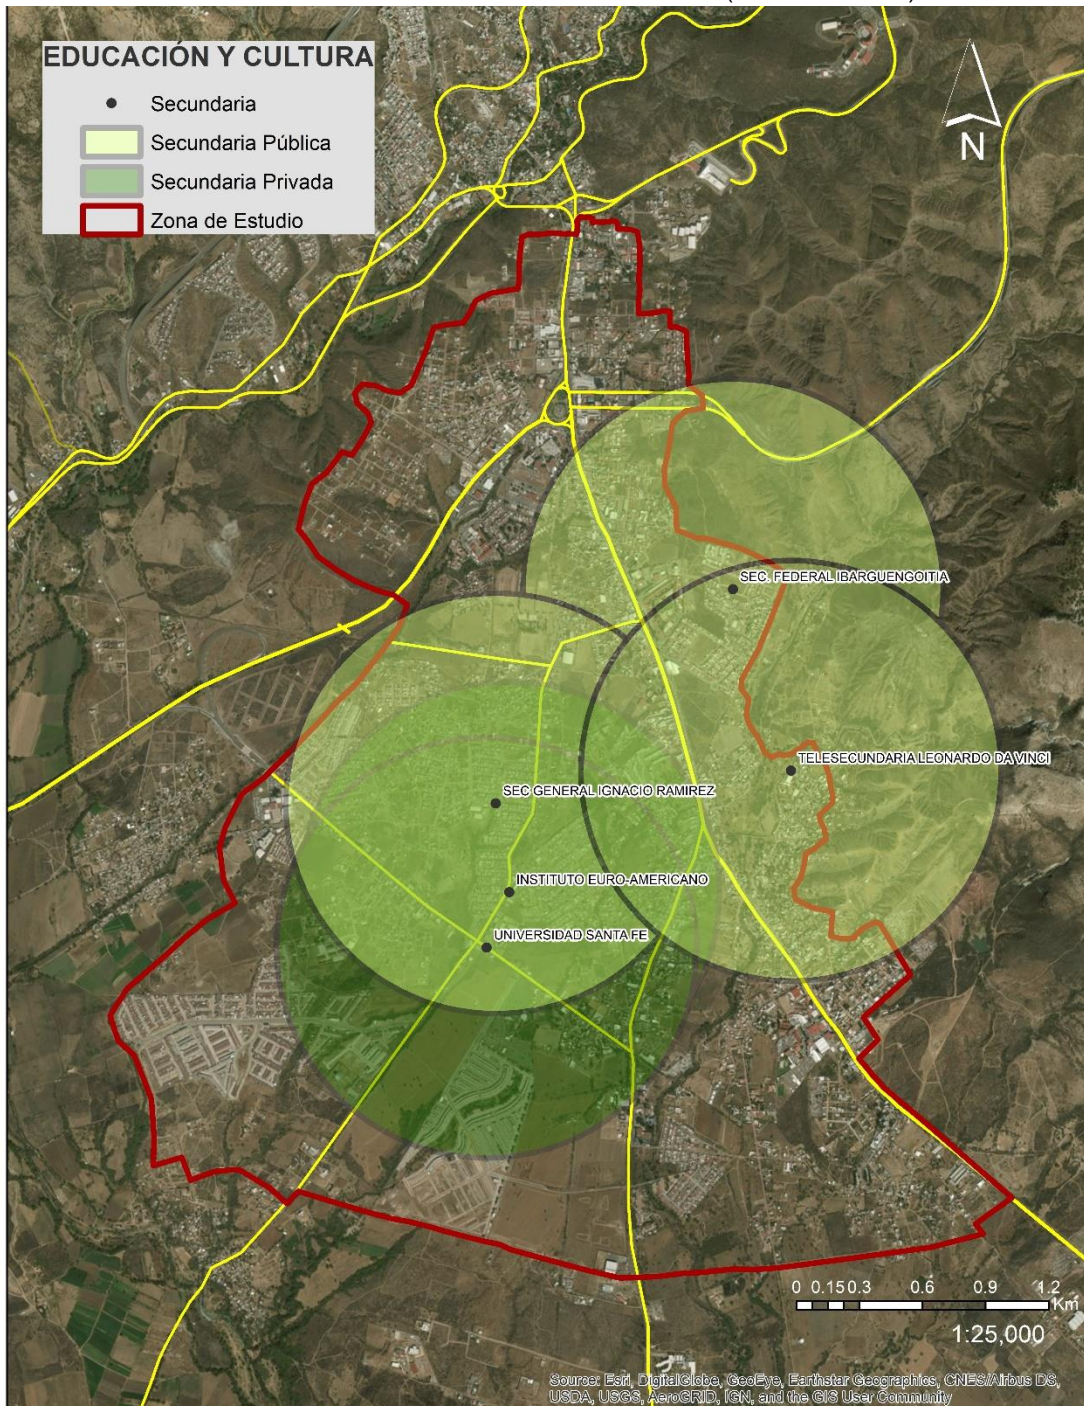 EDUCACIÓN Y CULTURA
Secundaria
Secundaria Pública
Secundaria Privada
Zona de Estudio
N
SEC. FEDERAL IBARGUENGOITIA
TELESECUNDARIA LEONARDO DA VINCI
SEC GENERAL IGNACIO RAMIREZ
INSTITUTO EURO-AMERICANO
UNIVERSIDAD SANTA FE
0 0.15 0.3 0.6 0.9 1.2
Km
1:25,000
Source: Esri, DigitalGlobe, GeoEye, Earthstar Geographics, CNES/Airbus DS,
USDA, USGS, AeroGRID, IGN, and the GIS User Community